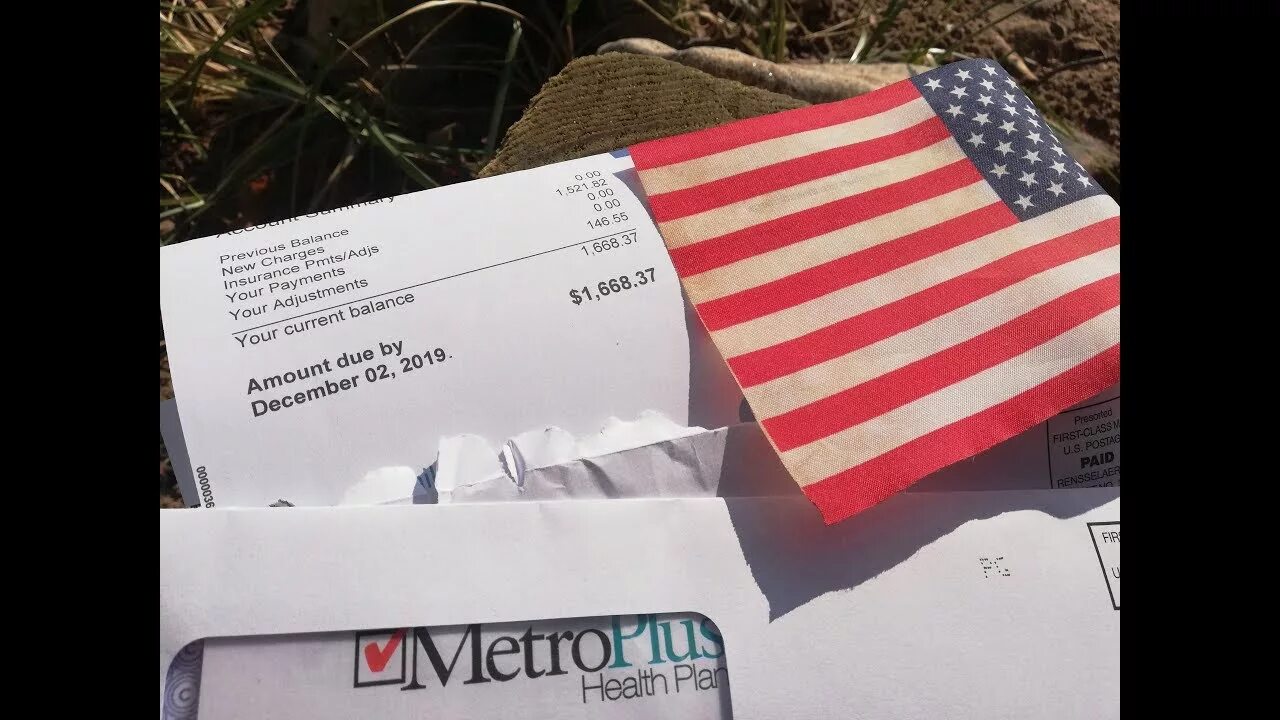 Account Summary
Previous Balance 0.00
New Charges 1,521.82
Insurance Pmts/Adjs 0.00
Your Payments 0.00
Your Adjustments 146.55
Your current balance 1,668.37
Amount due by $1,668.37
December 02, 2019.
Presorted
FIRST-CLASS M
U.S. POSTAG
PAID
RENSSELAER
MetroPlus
Health Plan